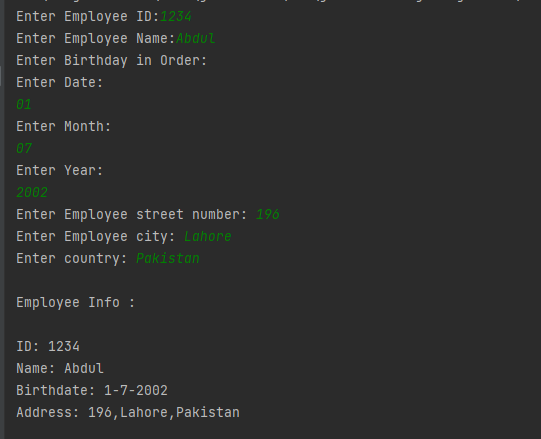 Enter Employee ID:1234
Enter Employee Name:Abdul
Enter Birthday in Order:
Enter Date:
01
Enter Month:
07
Enter Year:
2002
Enter Employee street number: 196
Enter Employee city: Lahore
Enter country: Pakistan
Employee Info :
ID: 1234
Name: Abdul
Birthdate: 1-7-2002
Address: 196,Lahore,Pakistan